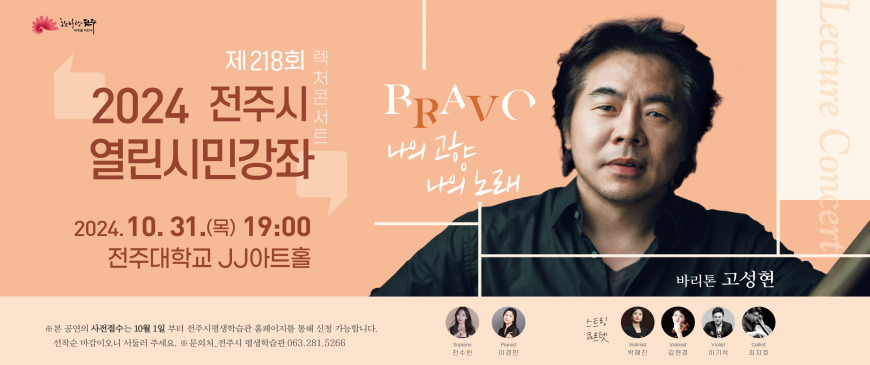 한바탕 전주
제218회
렉처콘서트
2024 전주시
열린시민강좌
2024. 10. 31.(목) 19:00
전주대학교 JJ아트홀
BRAVO
나의 고향
나의 노래
Lecture Concert
바리톤 고성현
※본 공연의 사전접수는 10월 1일 부터 전주시평생학습관 홈페이지를 통해 신청 가능합니다.
선착순 마감이오니 서둘러 주세요. ※ 문의처_전주시 평생학습관 063.281.5266
Soprano
전수빈
Pianist
이경민
스트링
콰르텟
Violinist
박혜진
Violinist
김현경
Violist
이기석
Cellist
최지호